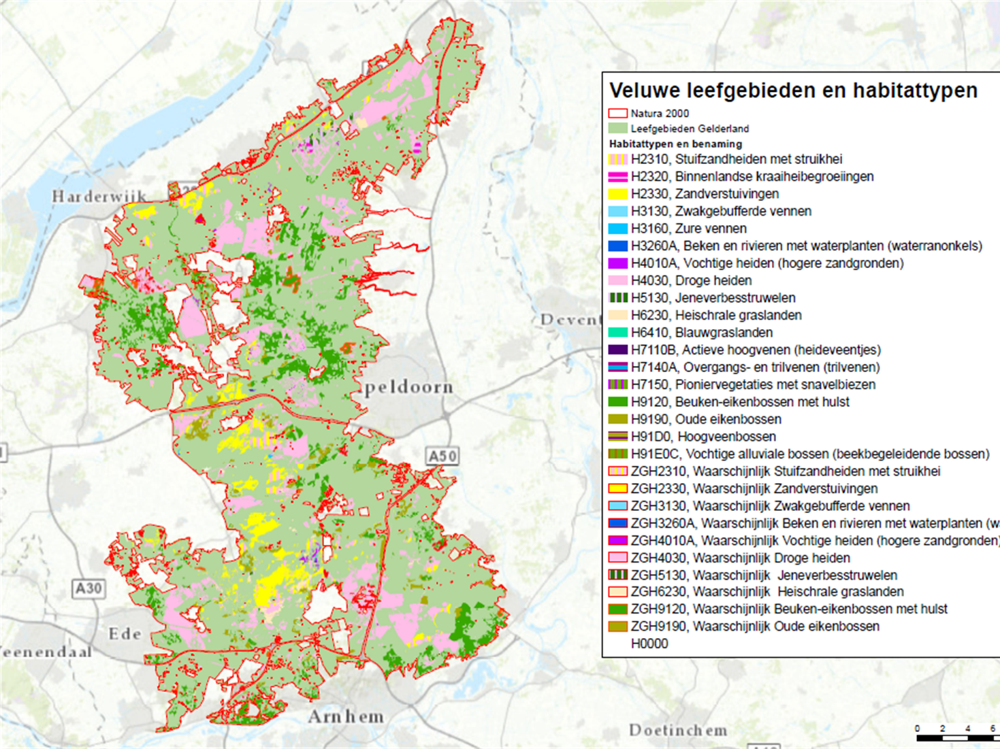 Veluwe leefgebieden en habitattypen
Natura 2000
Leefgebieden Gelderland
Habitattypen en benaming
H2310, Stuifzandheiden met struikhei
H2320, Binnenlandse kraaiheibegroeiingen
H2330, Zandverstuivingen
H3130, Zwakgebufferde vennen
H3160, Zure vennen
H3260A, Beken en rivieren met waterplanten (waterranonkels)
H4010A, Vochtige heiden (hogere zandgronden)
H4030, Droge heiden
H5130, Jeneverbesstruwelen
H6230, Heischrale graslanden
H6410, Blauwgraslanden
H7110B, Actieve hoogvenen (heideveentjes)
H7140A, Overgangs- en trilvenen (trilvenen)
H7150, Pioniervegetaties met snavelbiezen
H9120, Beuken-eikenbossen met hulst
H9190, Oude eikenbossen
H91D0, Hoogveenbossen
H91E0C, Vochtige alluviale bossen (beekbegeleidende bossen)
ZGH2310, Waarschijnlijk Stuifzandheiden met struikhei
ZGH2330, Waarschijnlijk Zandverstuivingen
ZGH3130, Waarschijnlijk Zwakgebufferde vennen
ZGH3260A, Waarschijnlijk Beken en rivieren met waterplanten (wa
ZGH4010A, Waarschijnlijk Vochtige heiden (hogere zandgronden)
ZGH4030, Waarschijnlijk Droge heiden
ZGH5130, Waarschijnlijk Jeneverbesstruwelen
ZGH6230, Waarschijnlijk Heischrale graslanden
ZGH9120, Waarschijnlijk Beuken-eikenbossen met hulst
ZGH9190, Waarschijnlijk Oude eikenbossen
H0000
Harderwijk
Devent
peldoorn
A50
A30
Ede
eenendaal
Arnhem
Doetinchem
0 2 4 6